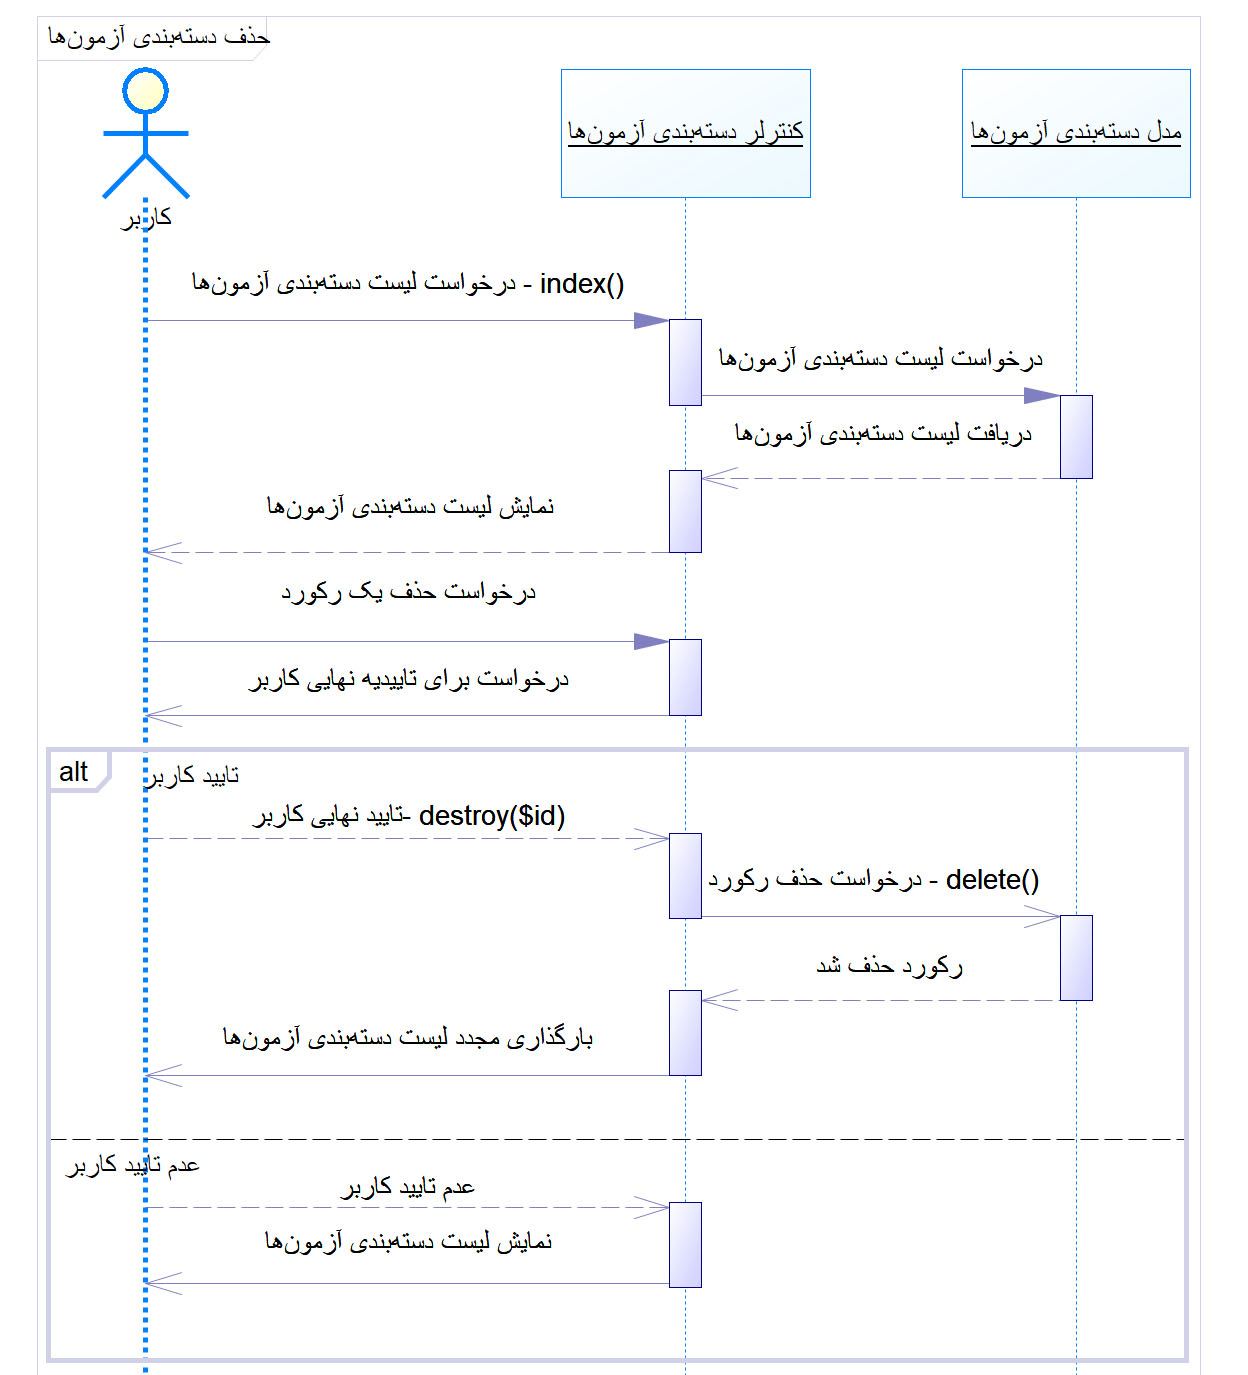 حذف دسته‌بندی آزمون‌ها
کاربر
کنترلر دسته‌بندی آزمون‌ها
مدل دسته‌بندی آزمون‌ها
index() - درخواست لیست دسته‌بندی آزمون‌ها
درخواست لیست دسته‌بندی آزمون‌ها
دریافت لیست دسته‌بندی آزمون‌ها
نمایش لیست دسته‌بندی آزمون‌ها
درخواست حذف یک رکورد
درخواست برای تاییدیه نهایی کاربر
alt
تایید کاربر
destroy($id) -تایید نهایی کاربر
delete() - درخواست حذف رکورد
رکورد حذف شد
بارگذاری مجدد لیست دسته‌بندی آزمون‌ها
عدم تایید کاربر
عدم تایید کاربر
نمایش لیست دسته‌بندی آزمون‌ها